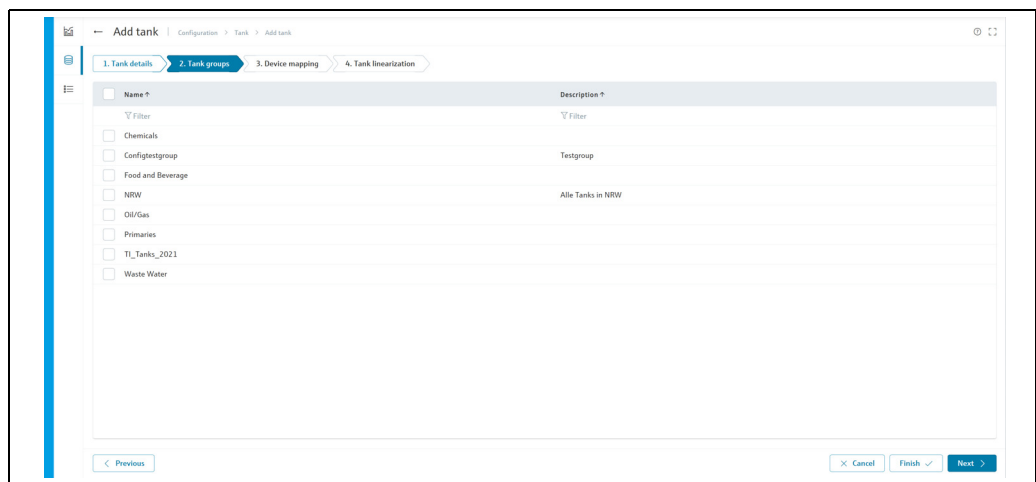 Add tank | Configuration > Tank > Add tank
1. Tank details 2. Tank groups 3. Device mapping 4. Tank linearization
Name ↑ Description ↑
Filter Filter
Chemicals
Configtestgroup Testgroup
Food and Beverage
NRW Alle Tanks in NRW
Oil/Gas
Primaries
TI_Tanks_2021
Waste Water
< Previous × Cancel Finish ✓ Next >